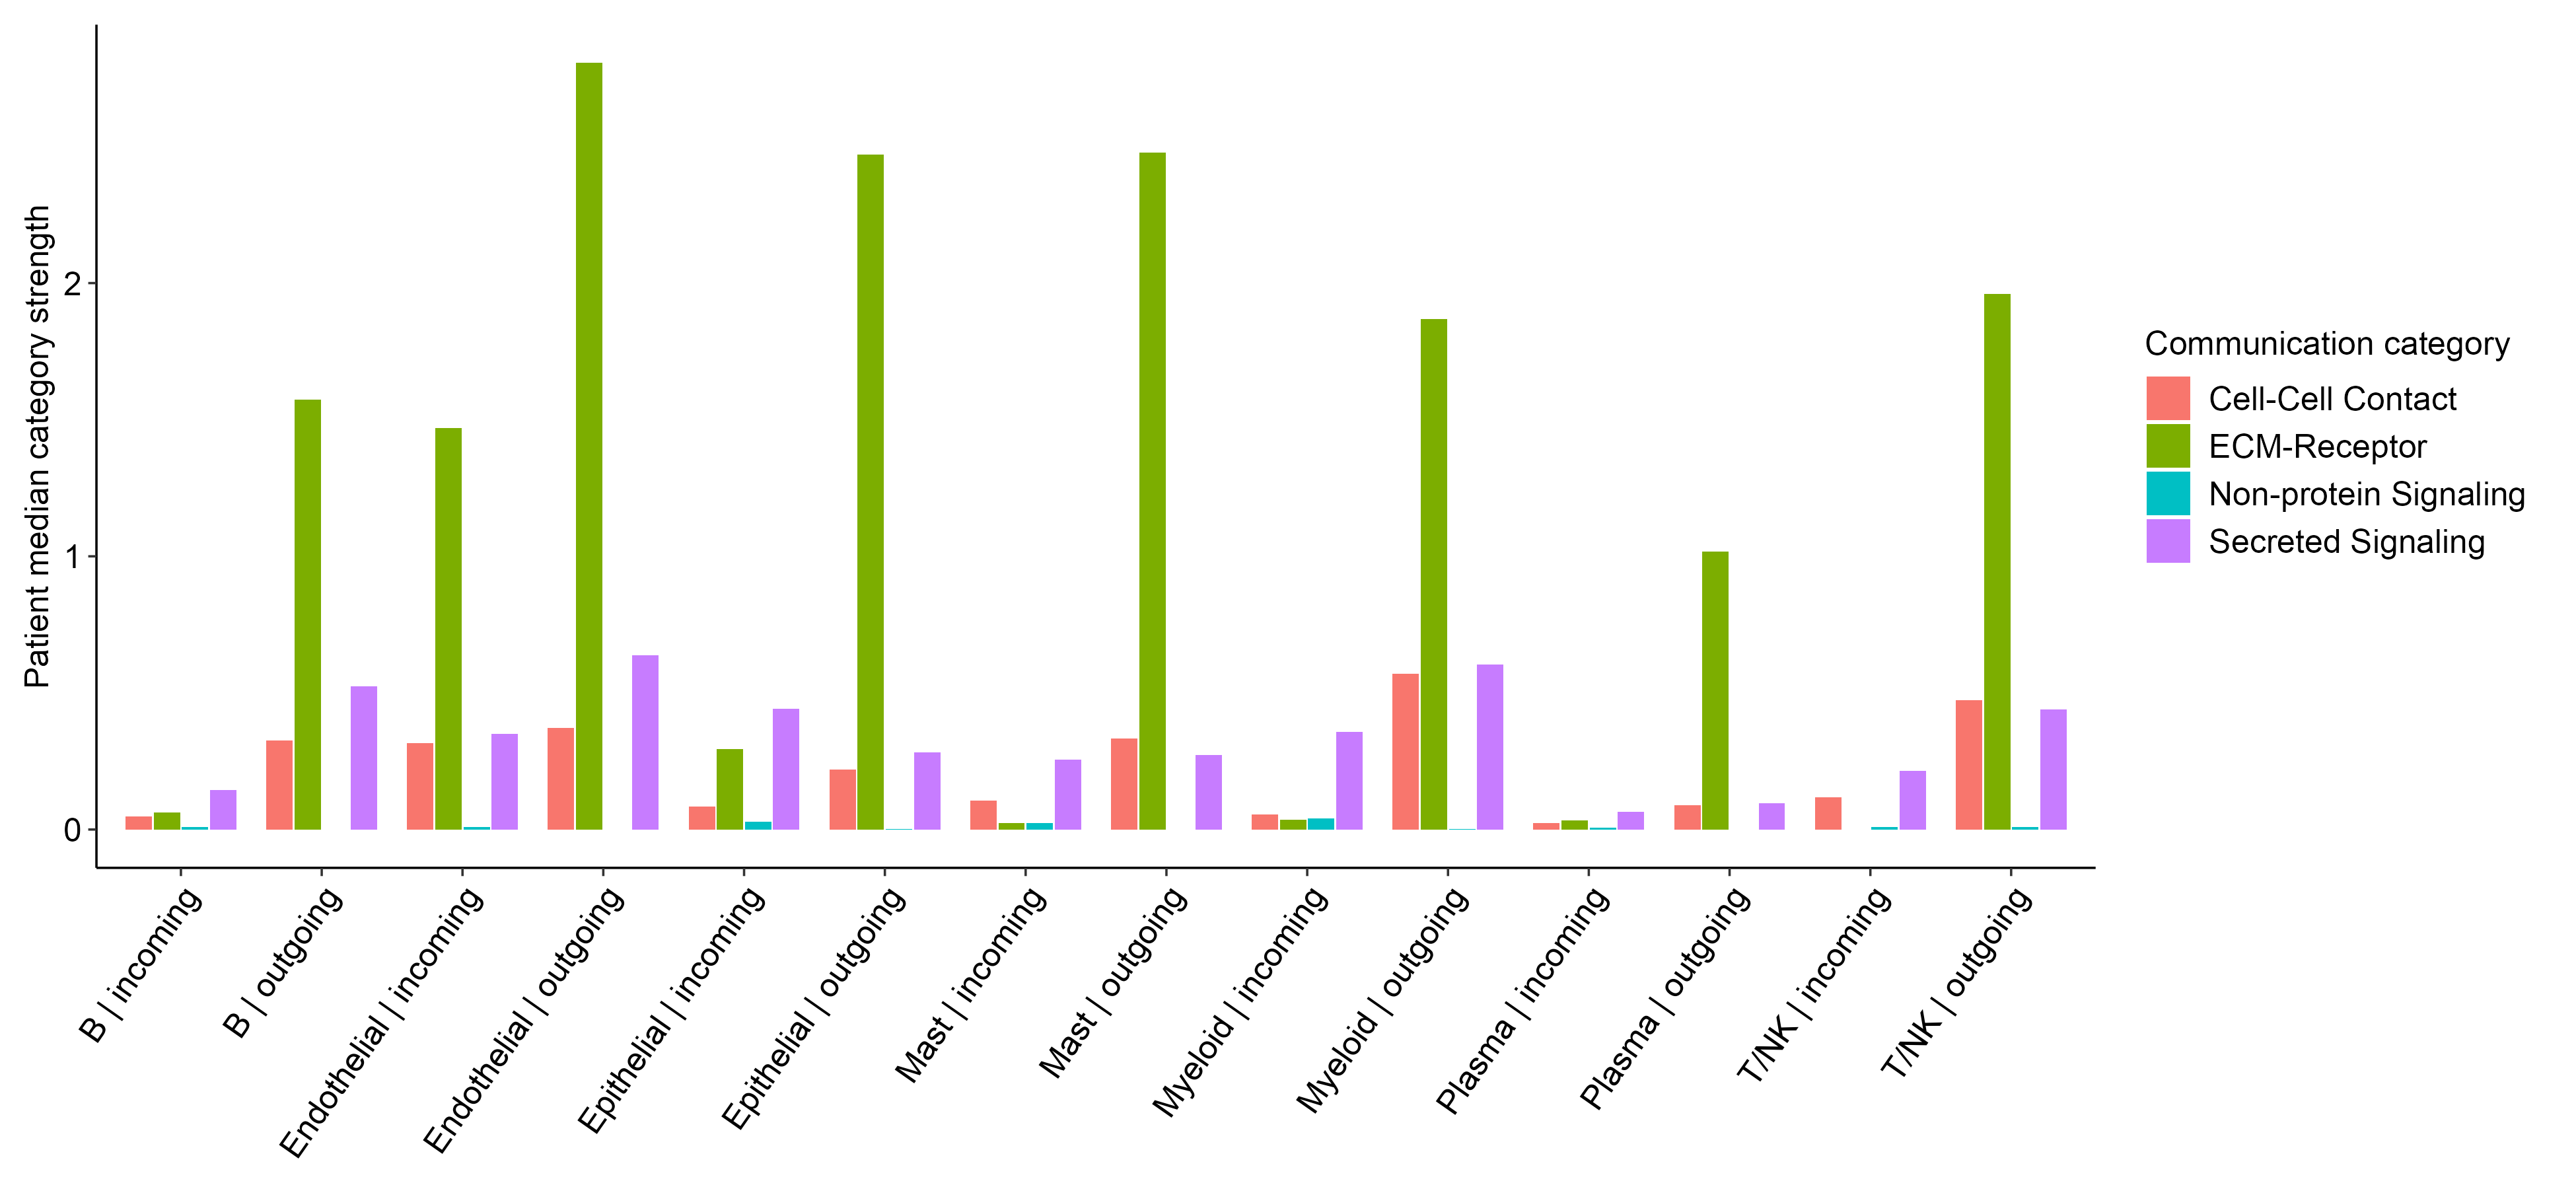 Patient median category strength
2
1
0
B | incoming
B | outgoing
Endothelial | incoming
Endothelial | outgoing
Epithelial | incoming
Epithelial | outgoing
Mast | incoming
Mast | outgoing
Myeloid | incoming
Myeloid | outgoing
Plasma | incoming
Plasma | outgoing
T/NK | incoming
T/NK | outgoing
Communication category
Cell-Cell Contact
ECM-Receptor
Non-protein Signaling
Secreted Signaling